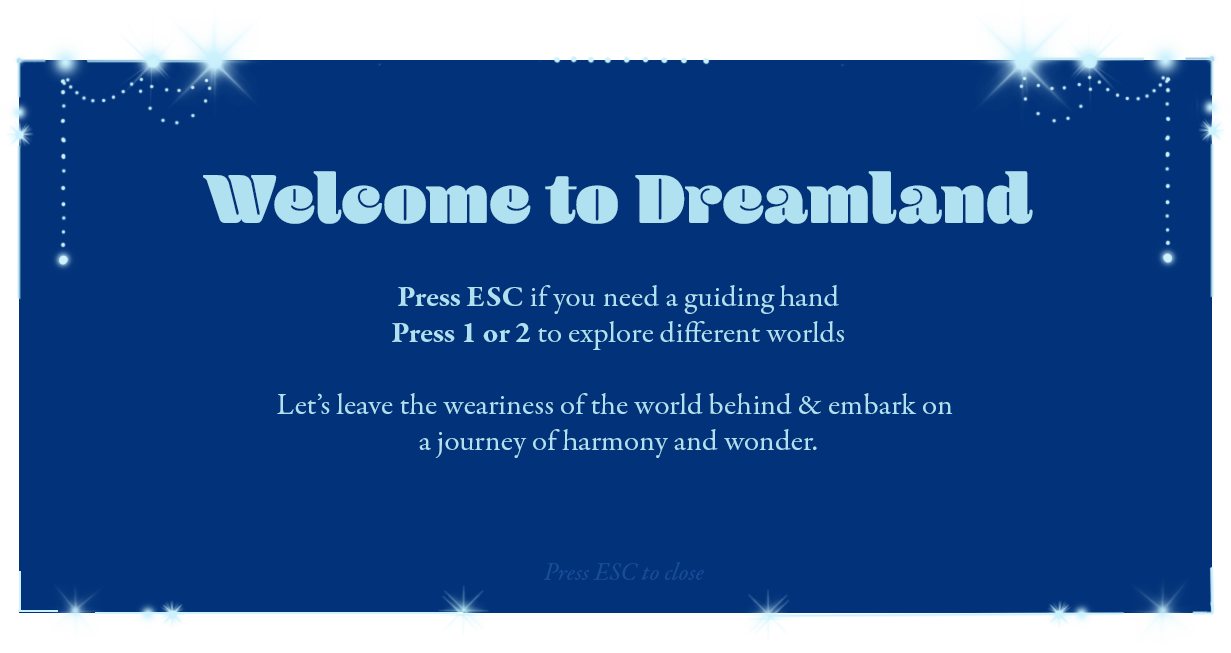 Welcome to Dreamland
Press ESC if you need a guiding hand
Press 1 or 2 to explore different worlds
Let’s leave the weariness of the world behind & embark on
a journey of harmony and wonder.
Press ESC to close